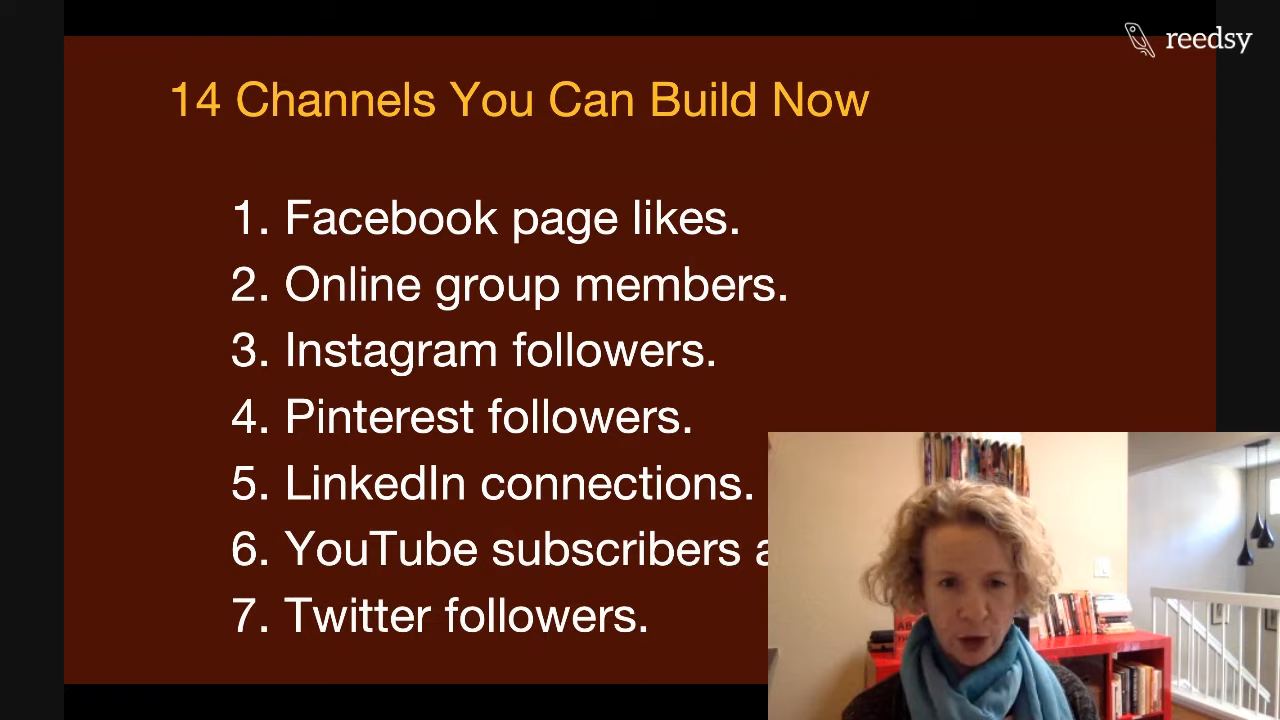 reedsy
14 Channels You Can Build Now
1. Facebook page likes.
2. Online group members.
3. Instagram followers.
4. Pinterest followers.
5. LinkedIn connections.
6. YouTube subscribers a
7. Twitter followers.